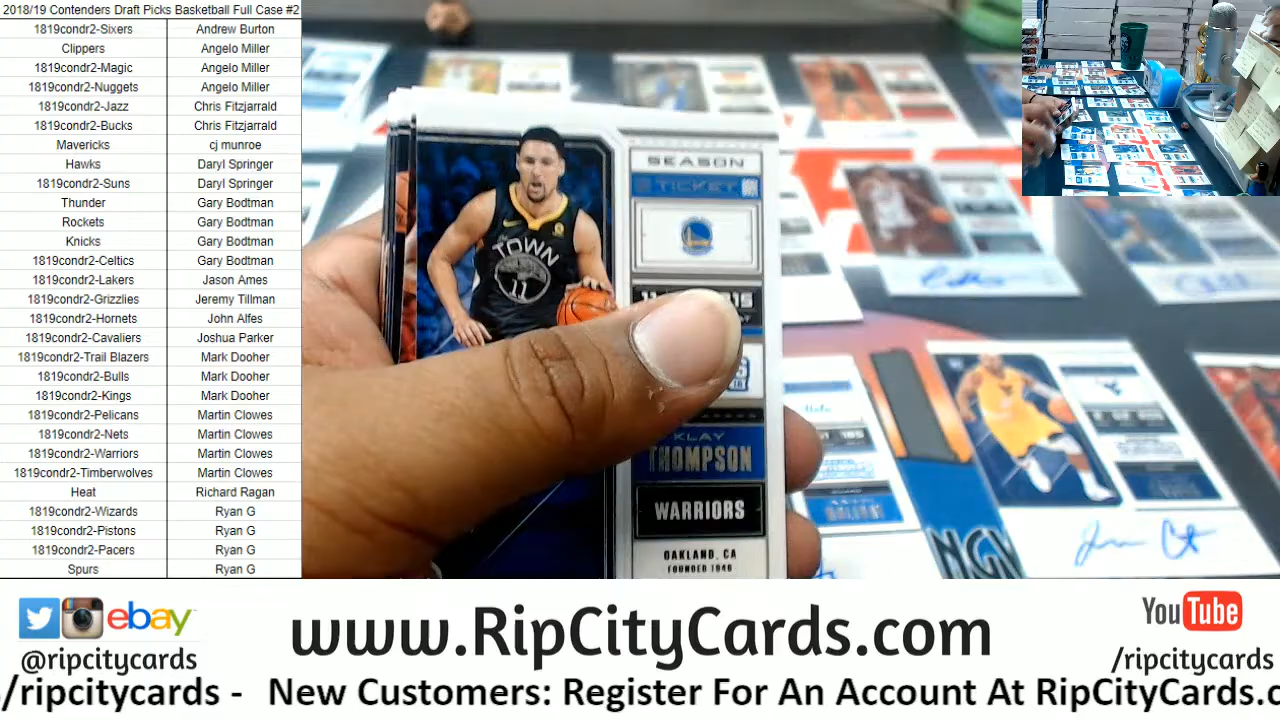 2018/19 Contenders Draft Picks Basketball Full Case #2
1819condr2-Sixers Andrew Burton
Clippers Angelo Miller
1819condr2-Magic Angelo Miller
1819condr2-Nuggets Angelo Miller
1819condr2-Jazz Chris Fitzjarrald
1819condr2-Bucks Chris Fitzjarrald
Mavericks cj munroe
Hawks Daryl Springer
1819condr2-Suns Daryl Springer
Thunder Gary Bodtman
Rockets Gary Bodtman
Knicks Gary Bodtman
1819condr2-Celtics Gary Bodtman
1819condr2-Lakers Jason Ames
1819condr2-Grizzlies Jeremy Tillman
1819condr2-Hornets John Alfes
1819condr2-Cavaliers Joshua Parker
1819condr2-Trail Blazers Mark Dooher
1819condr2-Bulls Mark Dooher
1819condr2-Kings Mark Dooher
1819condr2-Pelicans Martin Clowes
1819condr2-Nets Martin Clowes
1819condr2-Warriors Martin Clowes
1819condr2-Timberwolves Martin Clowes
Heat Richard Ragan
1819condr2-Wizards Ryan G
1819condr2-Pistons Ryan G
1819condr2-Pacers Ryan G
Spurs Ryan G
SEASON
TICKET
TOWN
11
KLAY
THOMPSON
WARRIORS
OAKLAND, CA
FOUNDED 1946
ebay
@ripcitycards
www.RipCityCards.com
YouTube
/ripcitycards
/ripcitycards - New Customers: Register For An Account At RipCityCards.c